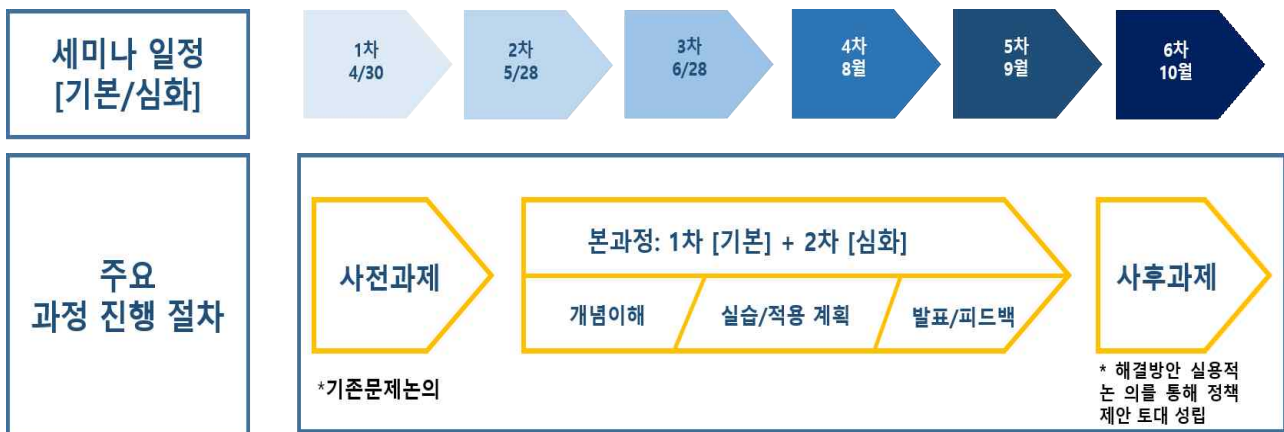 세미나 일정
[기본/심화]
1차
4/30
2차
5/28
3차
6/28
4차
8월
5차
9월
6차
10월
주요
과정 진행 절차
사전과제
*기존문제논의
본과정: 1차 [기본] + 2차 [심화]
개념이해
실습/적용 계획
발표/피드백
사후과제
* 해결방안 실용적
논 의를 통해 정책
제안 토대 성립